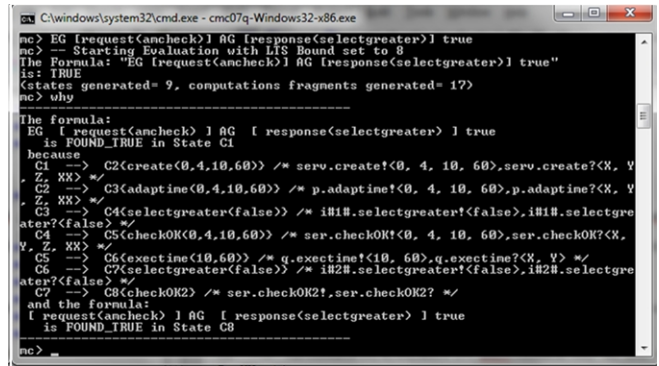 C:\windows\system32\cmd.exe - cmc07q-Windows32-x86.exe
mc> EG [request(amcheck)] AG [response(selectgreater)] true
mc> -- Starting Evaluation with LTS Bound set to 8
The Formula: "EG [request(amcheck)] AG [response(selectgreater)] true"
is: TRUE
(states generated= 9, computations fragments generated= 17)
mc> why
--------------------------------------------
The formula:
EG [ request(amcheck) ] AG [ response(selectgreater) ] true
is FOUND_TRUE in State C1
because
C1 --> C2(create(0,4,10,60)) /* serv.create!<0, 4, 10, 60>,serv.create?<X, Y
, Z, XX> */
C2 --> C3(adaptime(0,4,10,60)) /* p.adaptime!<0, 4, 10, 60>,p.adaptime?<X, Y
, Z, XX> */
C3 --> C4(selectgreater(false)) /* i#1#.selectgreater!<false>,i#1#.selectgre
ater?<false> */
C4 --> C5(checkOK(0,4,10,60)) /* ser.checkOK!<0, 4, 10, 60>,ser.checkOK?<X,
Y, Z, XX> */
C5 --> C6(exectime(10,60)) /* q.exectime!<10, 60>,q.exectime?<X, Y> */
C6 --> C7(selectgreater(false)) /* i#2#.selectgreater!<false>,i#2#.selectgre
ater?<false> */
C7 --> C8(checkOK2) /* ser.checkOK2!,ser.checkOK2? */
and the formula:
[ request(amcheck) ] AG [ response(selectgreater) ] true
is FOUND_TRUE in State C8
--------------------------------------------
mc> _